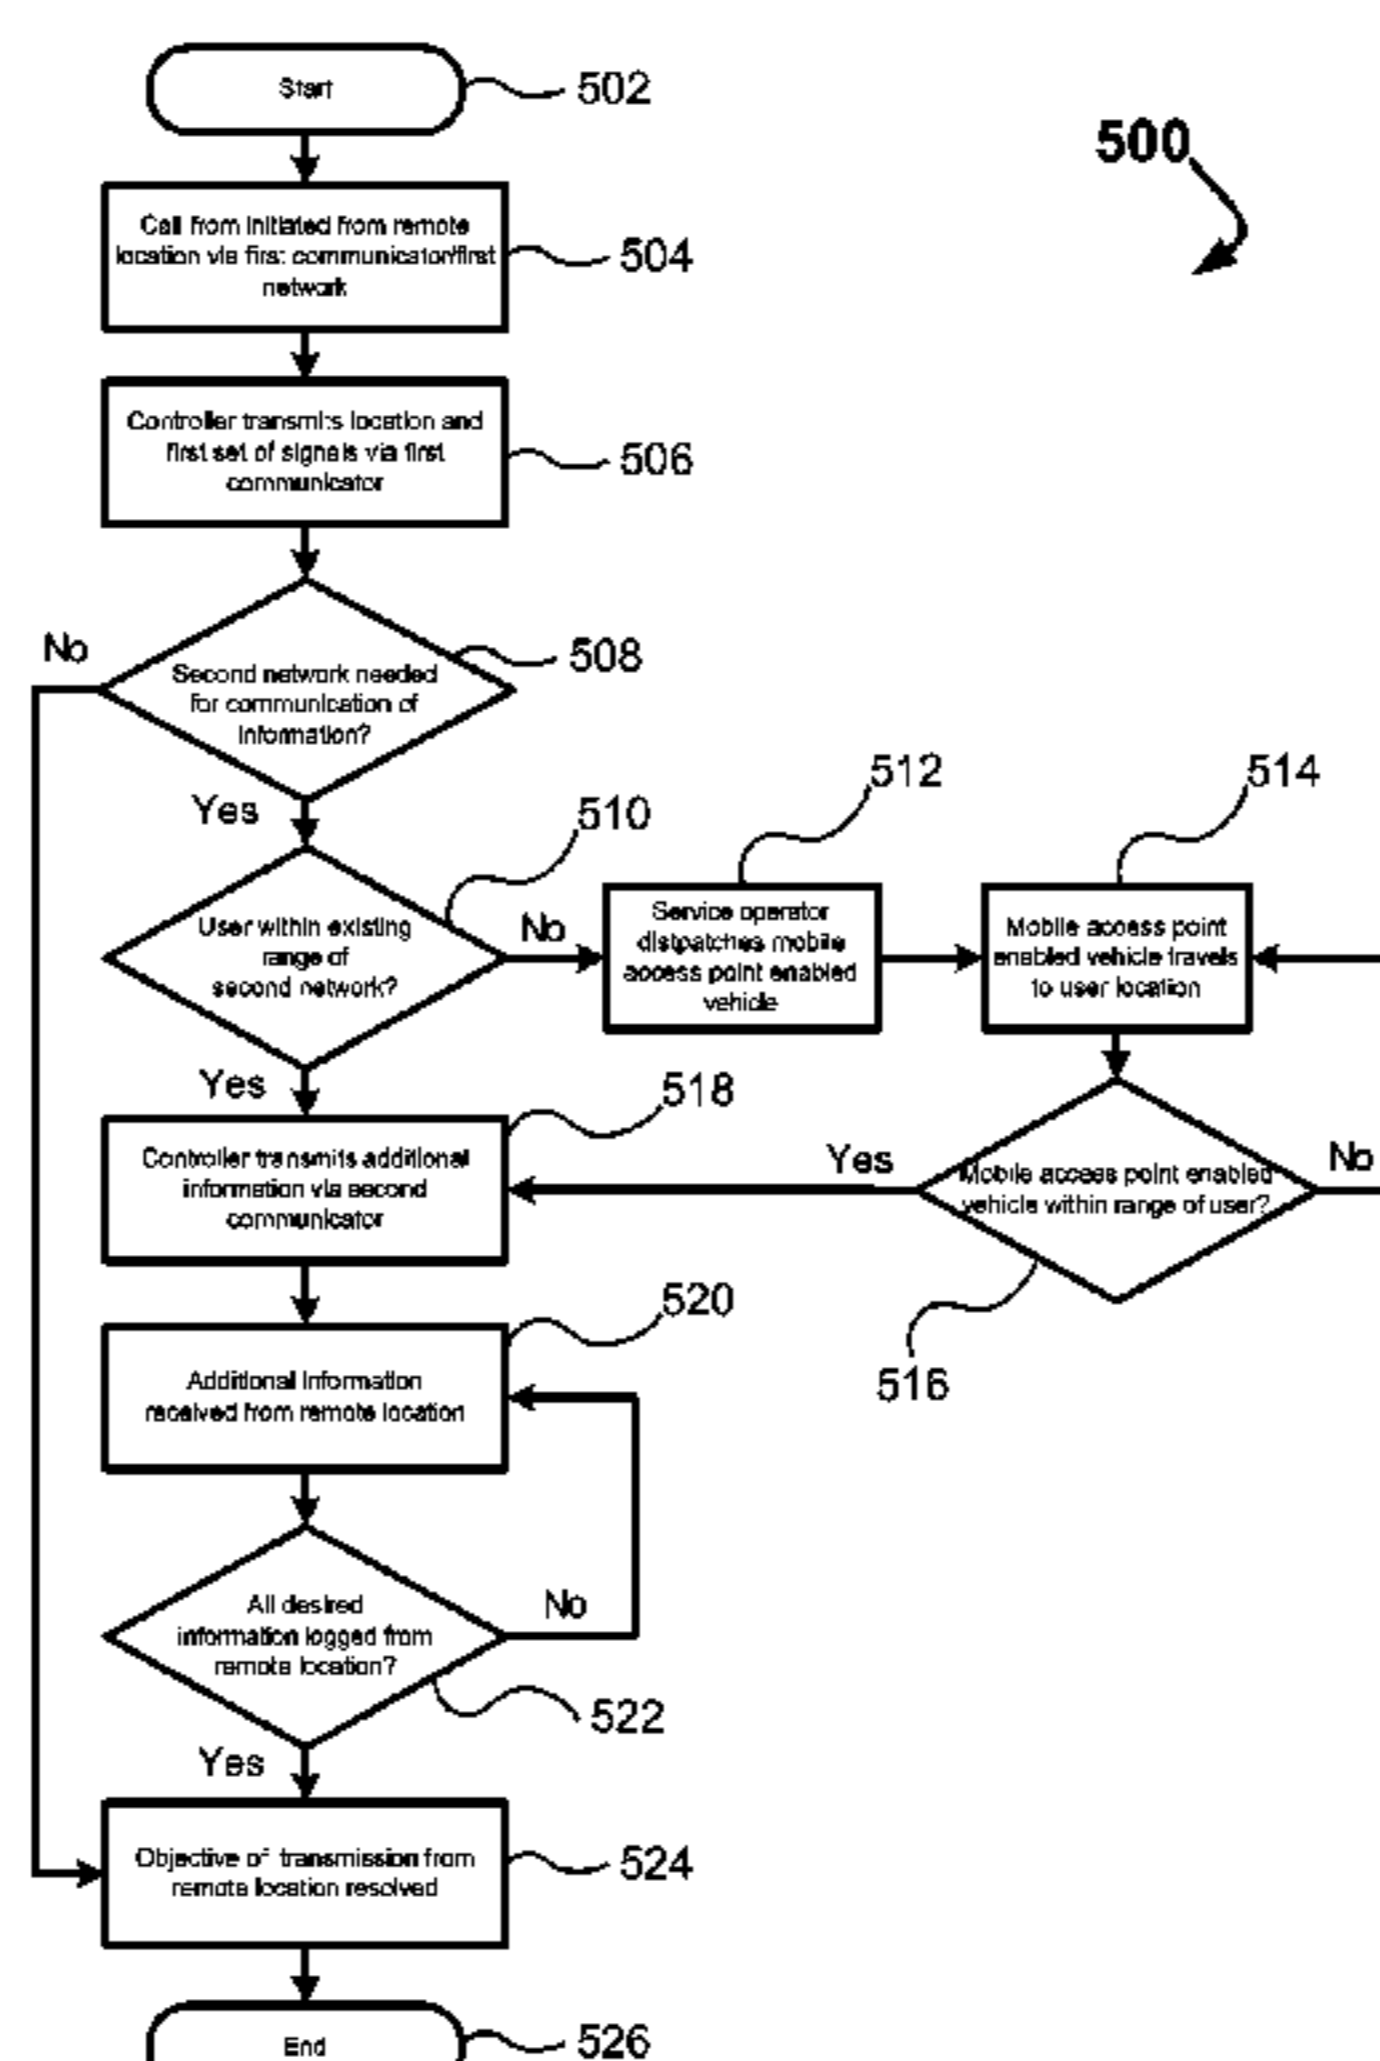 Start
502
500
Call from initiated from remote
location via first communicator/first
network
504
Controller transmits location and
first set of signals via first
communicator
506
No
Second network needed
for communication of
information?
508
Yes
User within existing
range of
second network?
510
No
Service operator
distpatches mobile
access point enabled
vehicle
512
Mobile access point
enabled vehicle travels
to user location
514
Yes
Controller transmits additional
information via second
communicator
518
Yes
Mobile access point enabled
vehicle within range of user?
No
516
Additional information
received from remote location
520
All desired
information logged from
remote location?
No
522
Yes
Objective of transmission from
remote location resolved
524
End
526